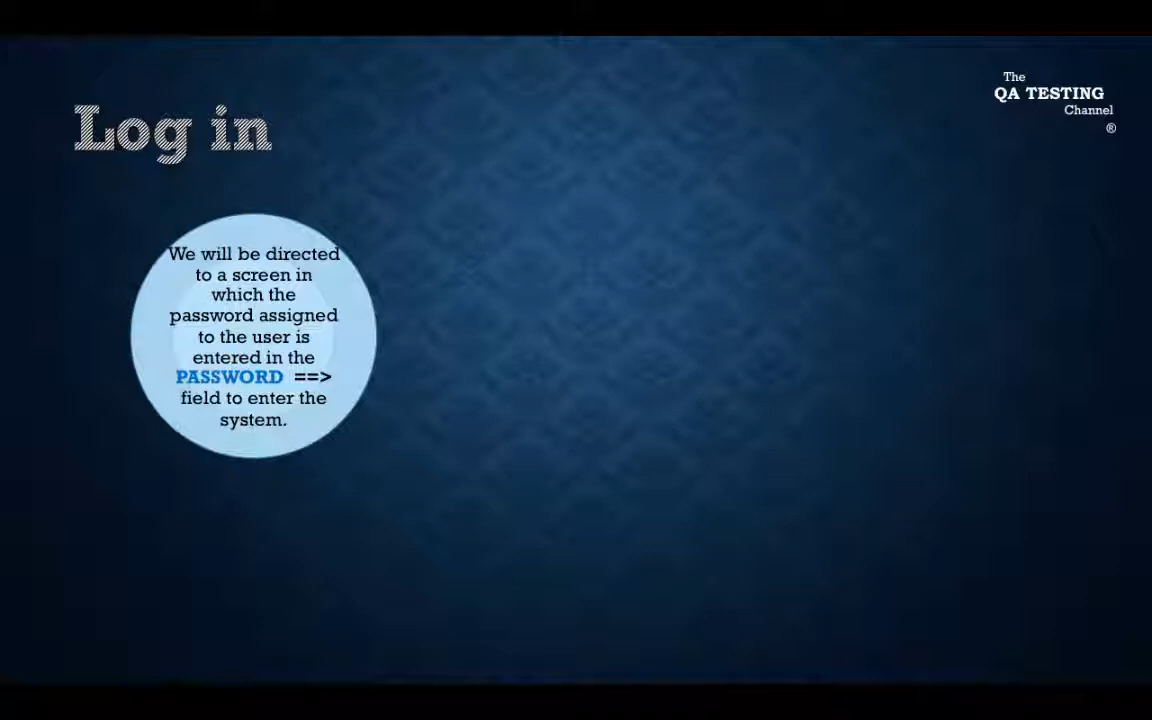 The
QA TESTING
Channel
®
Log in
We will be directed
to a screen in
which the
password assigned
to the user is
entered in the
PASSWORD ==>
field to enter the
system.